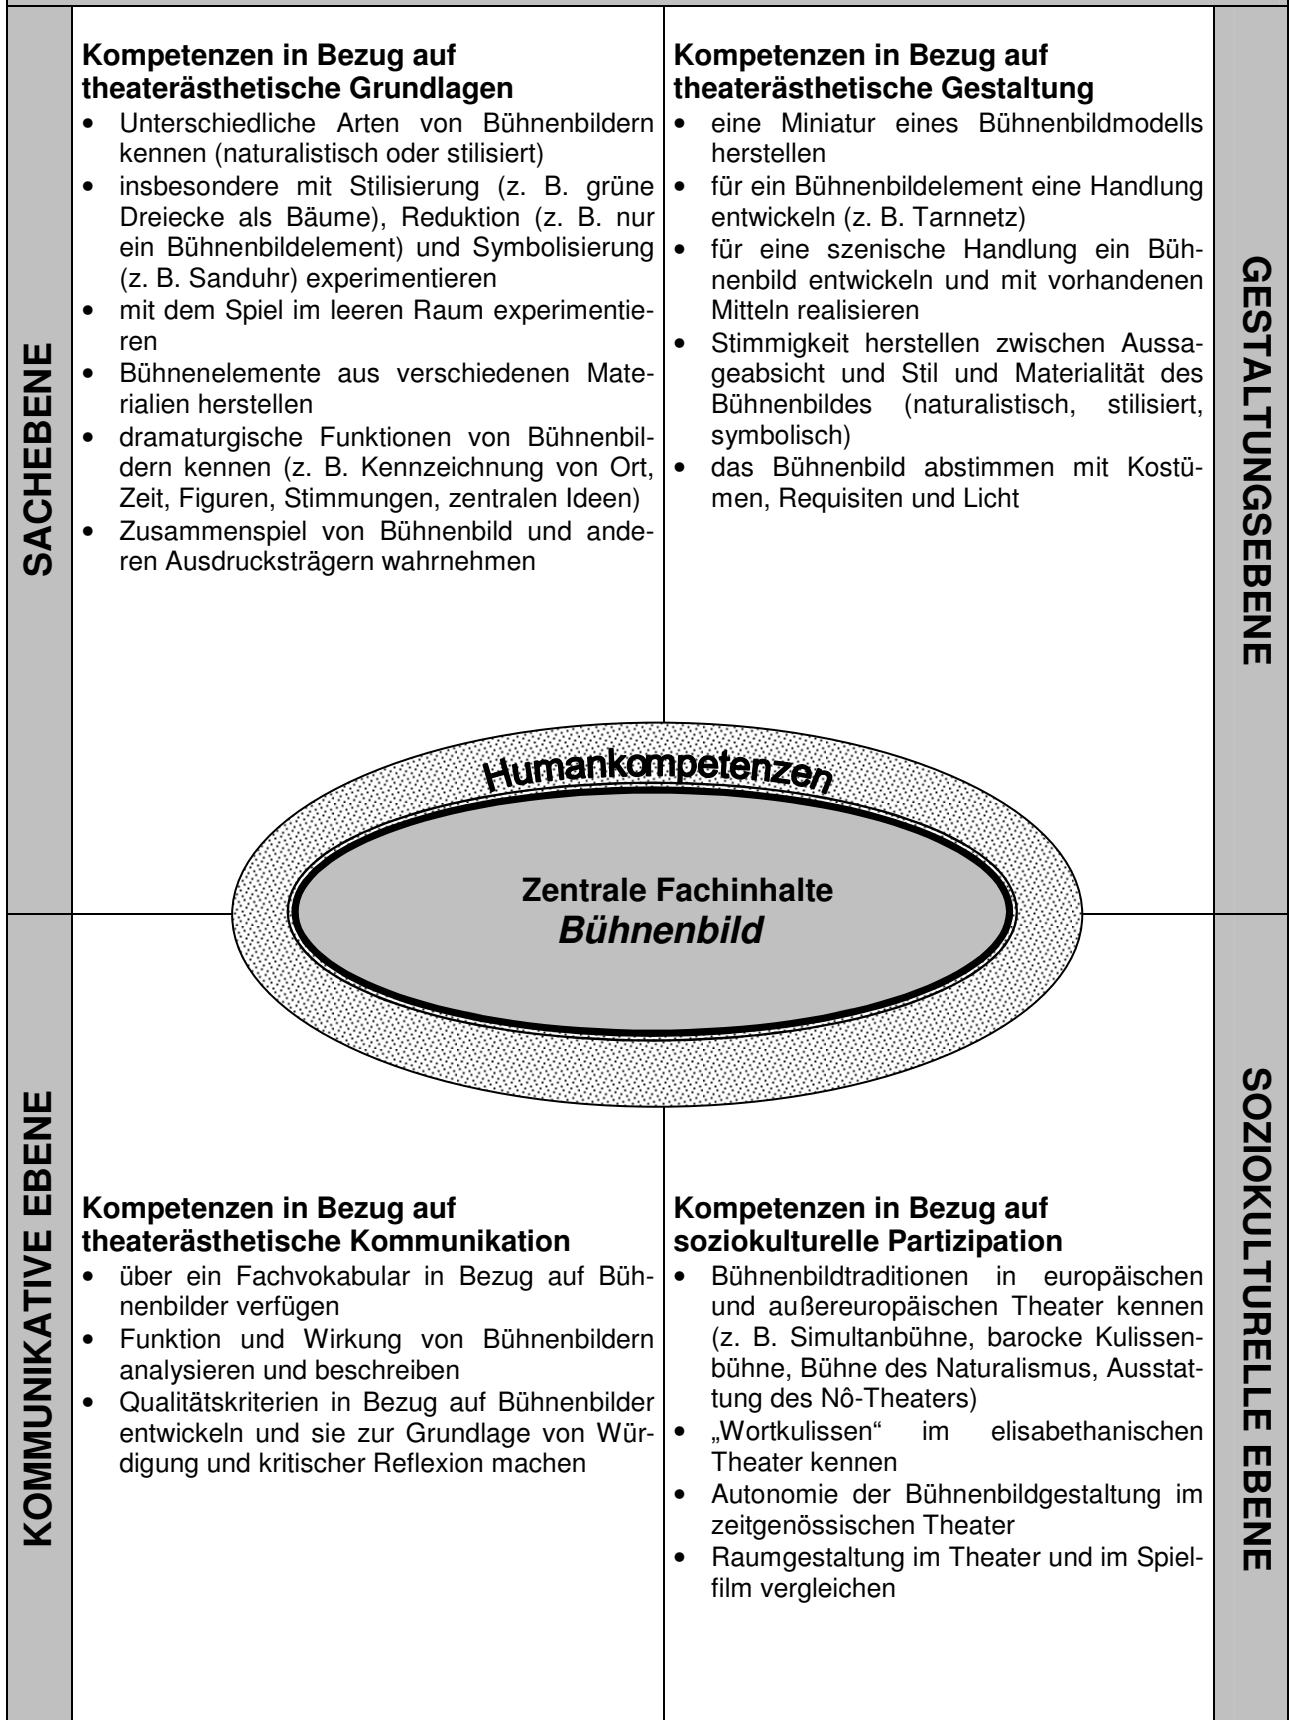 SACHEBENE
Kompetenzen in Bezug auf
theaterästhetische Grundlagen
• Unterschiedliche Arten von Bühnenbildern
kennen (naturalistisch oder stilisiert)
• insbesondere mit Stilisierung (z. B. grüne
Dreiecke als Bäume), Reduktion (z. B. nur
ein Bühnenbildelement) und Symbolisierung
(z. B. Sanduhr) experimentieren
• mit dem Spiel im leeren Raum experimentie-
ren
• Bühnenelemente aus verschiedenen Mate-
rialien herstellen
• dramaturgische Funktionen von Bühnenbil-
dern kennen (z. B. Kennzeichnung von Ort,
Zeit, Figuren, Stimmungen, zentralen Ideen)
• Zusammenspiel von Bühnenbild und ande-
ren Ausdrucksträgern wahrnehmen
Kompetenzen in Bezug auf
theaterästhetische Gestaltung
• eine Miniatur eines Bühnenbildmodells
herstellen
• für ein Bühnenbildelement eine Handlung
entwickeln (z. B. Tarnnetz)
• für eine szenische Handlung ein Büh-
nenbild entwickeln und mit vorhandenen
Mitteln realisieren
• Stimmigkeit herstellen zwischen Aussa-
geabsicht und Stil und Materialität des
Bühnenbildes (naturalistisch, stilisiert,
symbolisch)
• das Bühnenbild abstimmen mit Kostü-
men, Requisiten und Licht
GESTALTUNGSEBENE
Humankompetenzen
Zentrale Fachinhalte
Bühnenbild
KOMMUNIKATIVE EBENE
Kompetenzen in Bezug auf
theaterästhetische Kommunikation
• über ein Fachvokabular in Bezug auf Büh-
nenbilder verfügen
• Funktion und Wirkung von Bühnenbildern
analysieren und beschreiben
• Qualitätskriterien in Bezug auf Bühnenbilder
entwickeln und sie zur Grundlage von Wür-
digung und kritischer Reflexion machen
Kompetenzen in Bezug auf
soziokulturelle Partizipation
• Bühnenbildtraditionen in europäischen
und außereuropäischen Theater kennen
(z. B. Simultanbühne, barocke Kulissen-
bühne, Bühne des Naturalismus, Ausstat-
tung des Nô-Theaters)
• „Wortkulissen“ im elisabethanischen
Theater kennen
• Autonomie der Bühnenbildgestaltung im
zeitgenössischen Theater
• Raumgestaltung im Theater und im Spiel-
film vergleichen
SOZIOKULTURELLE EBENE